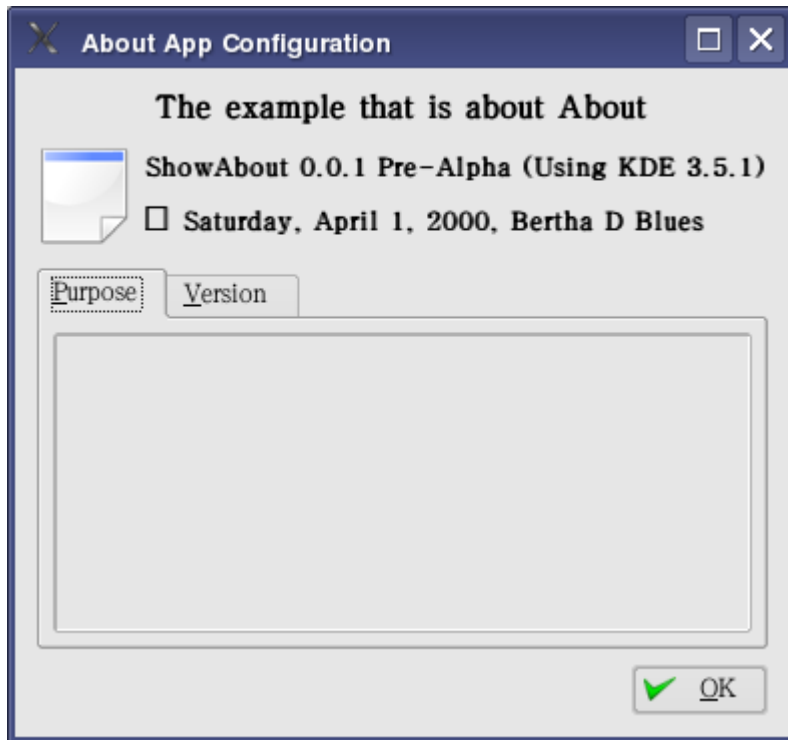 About App Configuration
The example that is about About
ShowAbout 0.0.1 Pre-Alpha (Using KDE 3.5.1)
□ Saturday, April 1, 2000, Bertha D Blues
Purpose Version
OK